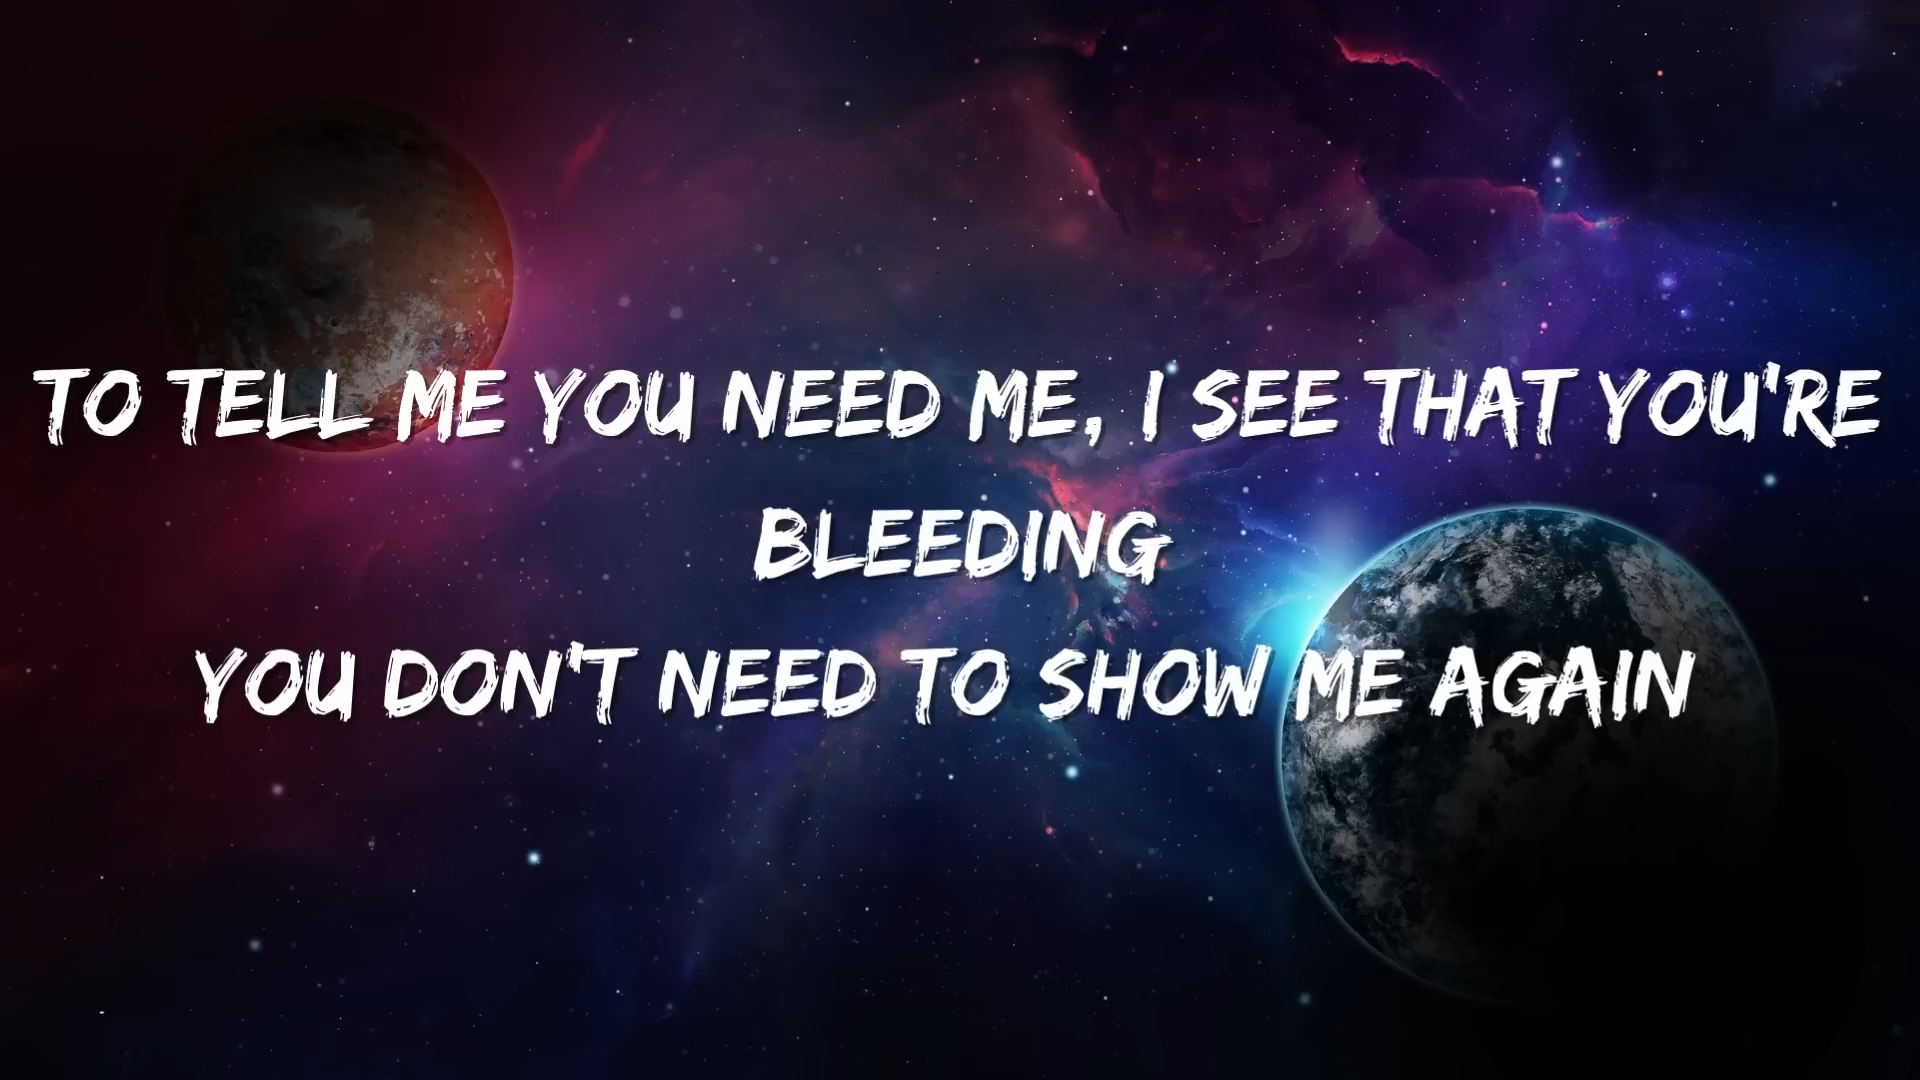 TO TELL ME YOU NEED ME, I SEE THAT YOU'RE
BLEEDING
YOU DON'T NEED TO SHOW ME AGAIN